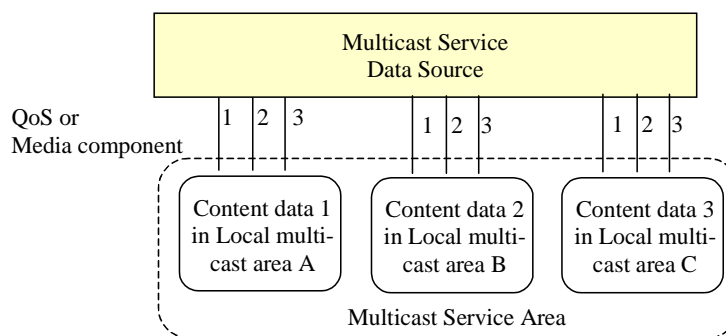 Multicast Service
Data Source
QoS or
Media component
1 2 3
1 2 3
1 2 3
Content data 1
in Local multi-
cast area A
Content data 2
in Local multi-
cast area B
Content data 3
in Local multi-
cast area C
Multicast Service Area